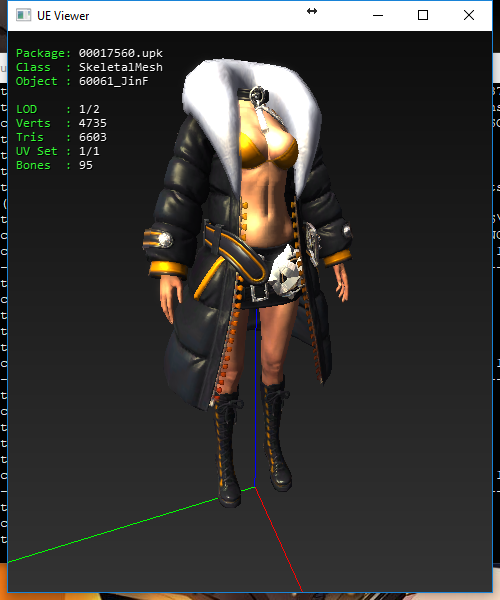 UE Viewer
Package: 00017560.upk
Class : SkeletalMesh
Object : 60061_JinF
LOD : 1/2
Verts : 4735
Tris : 6603
UV Set : 1/1
Bones : 95